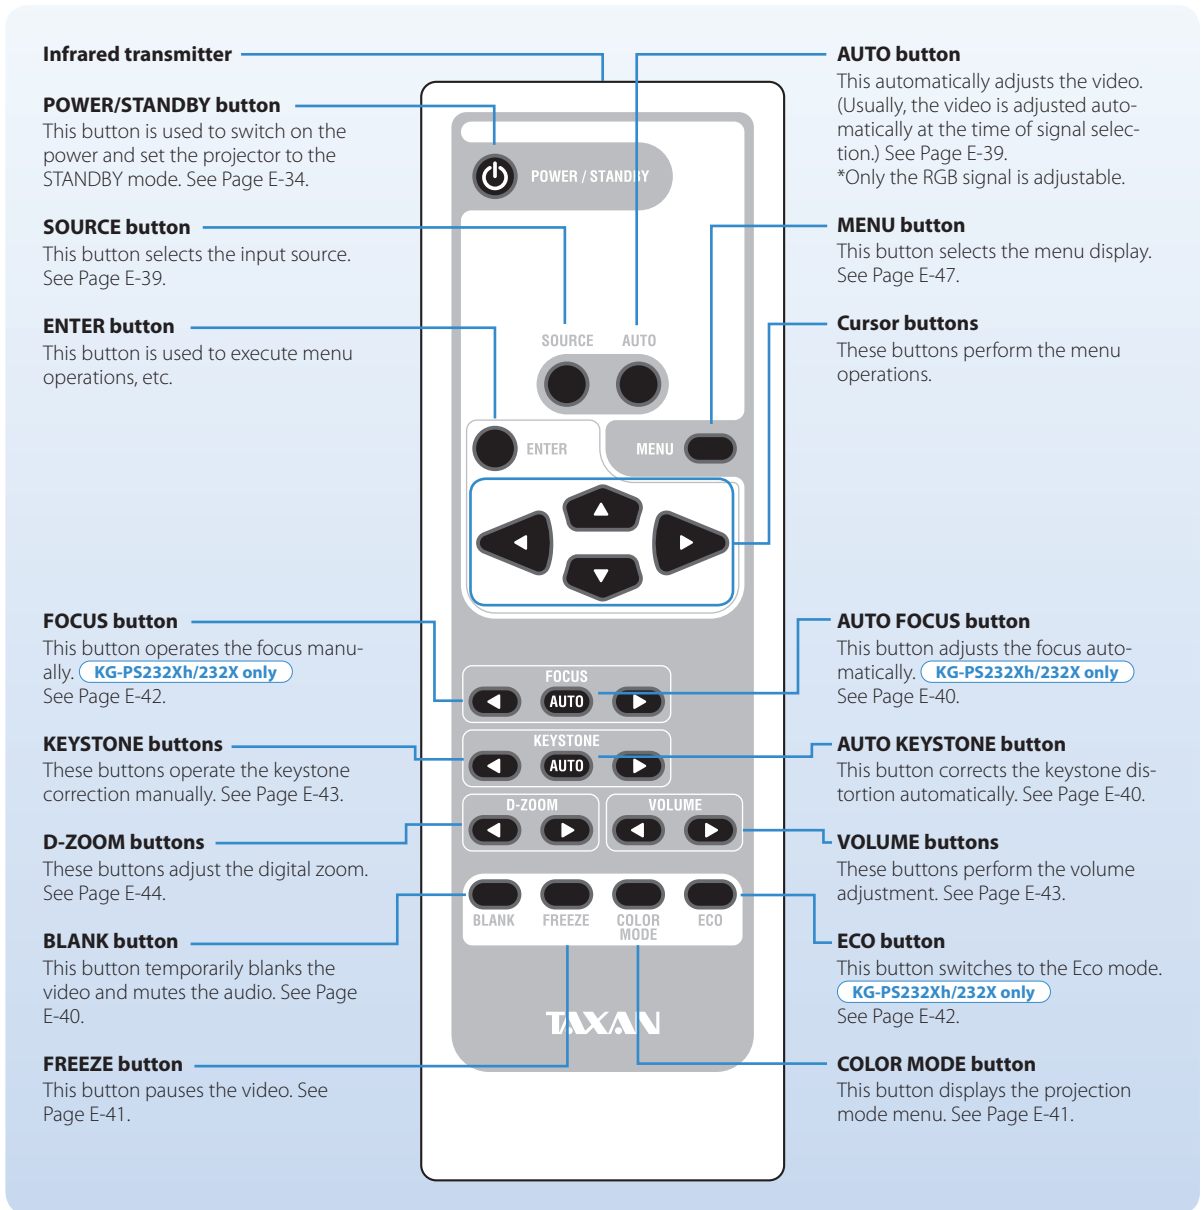 Infrared transmitter
POWER/STANDBY button
This button is used to switch on the
power and set the projector to the
STANDBY mode. See Page E-34.
SOURCE button
This button selects the input source.
See Page E-39.
ENTER button
This button is used to execute menu
operations, etc.
FOCUS button
This button operates the focus manu-
ally. KG-PS232Xh/232X only
See Page E-42.
KEYSTONE buttons
These buttons operate the keystone
correction manually. See Page E-43.
D-ZOOM buttons
These buttons adjust the digital zoom.
See Page E-44.
BLANK button
This button temporarily blanks the
video and mutes the audio. See Page
E-40.
FREEZE button
This button pauses the video. See
Page E-41.
POWER / STANDBY
SOURCE AUTO
ENTER MENU
FOCUS
AUTO
KEYSTONE
AUTO
D-ZOOM VOLUME
BLANK FREEZE COLOR MODE ECO
TAXAN
AUTO button
This automatically adjusts the video.
(Usually, the video is adjusted auto-
matically at the time of signal selec-
tion.) See Page E-39.
*Only the RGB signal is adjustable.
MENU button
This button selects the menu display.
See Page E-47.
Cursor buttons
These buttons perform the menu
operations.
AUTO FOCUS button
This button adjusts the focus auto-
matically. KG-PS232Xh/232X only
See Page E-40.
AUTO KEYSTONE button
This button corrects the keystone dis-
tortion automatically. See Page E-40.
VOLUME buttons
These buttons perform the volume
adjustment. See Page E-43.
ECO button
This button switches to the Eco mode.
KG-PS232Xh/232X only
See Page E-42.
COLOR MODE button
This button displays the projection
mode menu. See Page E-41.